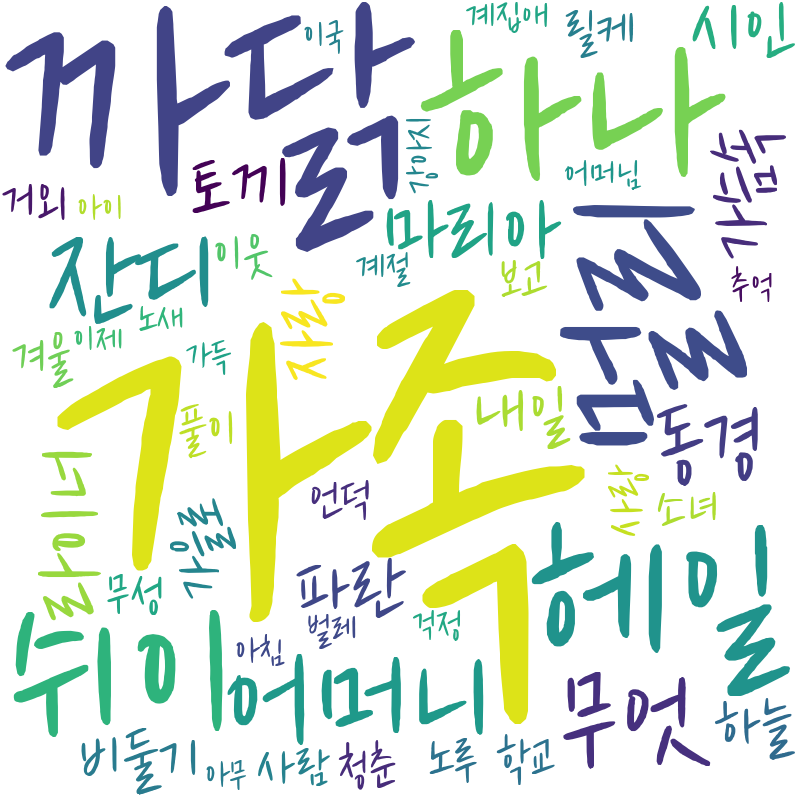 까닭
이국
계집애
릴케
시인
하나
토끼
강아지
어머님
가슴속
거외
아이
마리아
잔디
이웃
계절
보고
추억
멀리
자랑
노새
겨울
이제
가득
가족
풀이
내일
동경
라이너
가을로
언덕
사랑
소녀
무성
파란
헤일
벌레
걱정
쉬이
아침
어머니
무엇
하늘
비둘기
아무
사람
청춘
노루
학교